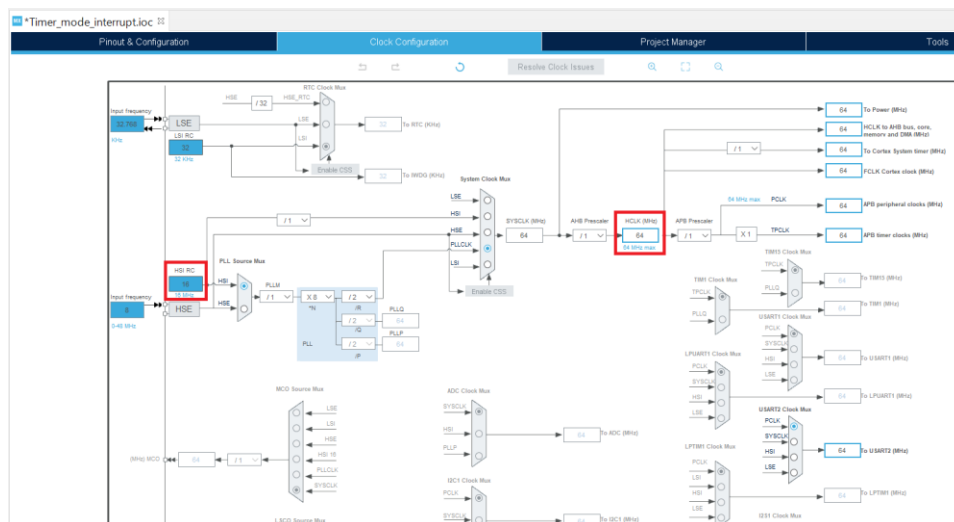 *Timer_mode_interrupt.ioc
Pinout & Configuration
Clock Configuration
Project Manager
Tools
Resolve Clock Issues
RTC Clock Mux
HSE
/ 32
HSE_RTC
Input frequency
32.768
KHz
LSE
LSE
LSI RC
32
32 KHz
LSI
32
To RTC (KHz)
Enable CSS
32
To IWDG (KHz)
System Clock Mux
LSE
HSI
/ 1
HSE
PLLCLK
LSI
Enable CSS
SYSCLK (MHz)
64
AHB Prescaler
/ 1
HCLK (MHz)
64
64 MHz max
APB Prescaler
/ 1
64 MHz max
PCLK
X 1
TPCLK
64
To Power (MHz)
64
HCLK to AHB bus, core,
memory and DMA (MHz)
/ 1
64
To Cortex System timer (MHz)
64
FCLK Cortex clock (MHz)
64
APB peripheral clocks (MHz)
64
APB timer clocks (MHz)
HSI RC
16
16 MHz
HSI
PLL Source Mux
HSE
Input frequency
8
0-48 MHz
HSE
PLLM
/ 1
X 8
*N
/ 2
/R
PLLQ
/ 2
64
/Q
PLLP
/ 2
64
/P
PLL
TIM15 Clock Mux
TPCLK
PLLQ
64
To TIM15 (MHz)
TIM1 Clock Mux
TPCLK
PLLQ
64
To TIM1 (MHz)
USART1 Clock Mux
PCLK
SYSCLK
HSI
LSE
64
To USART1 (MHz)
LPUART1 Clock Mux
PCLK
SYSCLK
HSI
LSE
64
To LPUART1 (MHz)
USART2 Clock Mux
PCLK
SYSCLK
HSI
LSE
64
To USART2 (MHz)
MCO Source Mux
LSE
LSI
HSE
HSI 16
PLLCLK
SYSCLK
(MHz) MCO
64
/ 1
ADC Clock Mux
SYSCLK
HSI
PLLP
64
To ADC (MHz)
LPTIM1 Clock Mux
PCLK
LSI
HSI
LSE
64
To LPTIM1 (MHz)
I2C1 Clock Mux
PCLK
SYSCLK
64
To I2C1 (MHz)
LSCO Source Mux
I2S1 Clock Mux